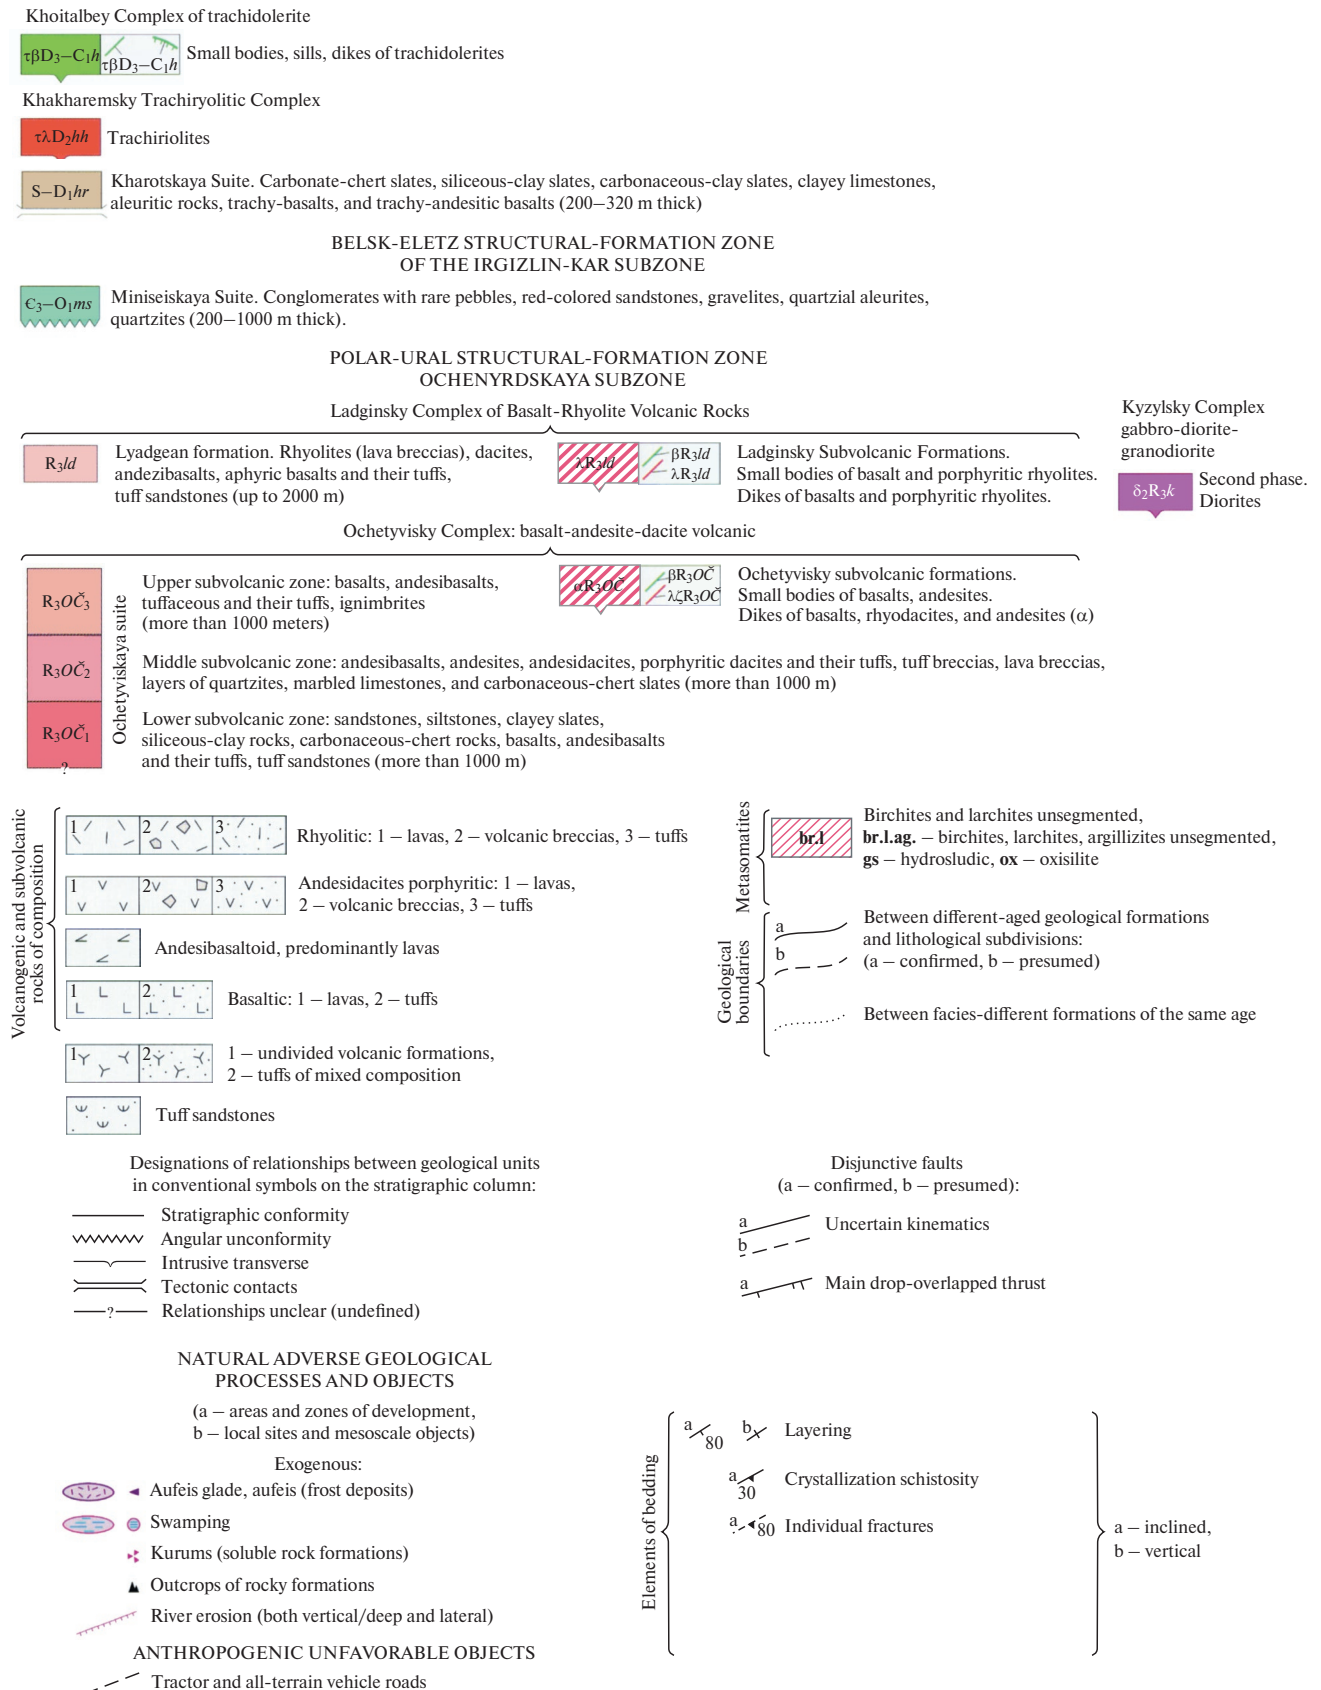 Khoitalbey Complex of trachidolerite
τβD₃–C₁h τβD₃–C₁h Small bodies, sills, dikes of trachidolerites
Khakharemsky Trachiryolitic Complex
τλD₂hh Trachiriolites
S–D₁hr Kharotskaya Suite. Carbonate-chert slates, siliceous-clay slates, carbonaceous-clay slates, clayey limestones,
aleuritic rocks, trachy-basalts, and trachy-andesitic basalts (200–320 m thick)
BELSK-ELETZ STRUCTURAL-FORMATION ZONE
OF THE IRGIZLIN-KAR SUBZONE
Є₃–O₁ms Miniseiskaya Suite. Conglomerates with rare pebbles, red-colored sandstones, gravelites, quartzial aleurites,
quartzites (200–1000 m thick).
POLAR-URAL STRUCTURAL-FORMATION ZONE
OCHENYRDSKAYA SUBZONE
Ladginsky Complex of Basalt-Rhyolite Volcanic Rocks
R₃ld Lyadgean formation. Rhyolites (lava breccias), dacites,
andezibasalts, aphyric basalts and their tuffs,
tuff sandstones (up to 2000 m)
λR₃ld βR₃ld
λR₃ld
Ladginsky Subvolcanic Formations.
Small bodies of basalt and porphyritic rhyolites.
Dikes of basalts and porphyritic rhyolites.
Kyzylsky Complex
gabbro-diorite-
granodiorite
δ₂R₃k Second phase.
Diorites
Ochetyvisky Complex: basalt-andesite-dacite volcanic
R₃OČ₃ Upper subvolcanic zone: basalts, andesibasalts,
tuffaceous and their tuffs, ignimbrites
(more than 1000 meters)
αR₃OČ βR₃OČ
λζR₃OČ
Ochetyvisky subvolcanic formations.
Small bodies of basalts, andesites.
Dikes of basalts, rhyodacites, and andesites (α)
Ochetyviskaya suite
R₃OČ₂ Middle subvolcanic zone: andesibasalts, andesites, andesidacites, porphyritic dacites and their tuffs, tuff breccias, lava breccias,
layers of quartzites, marbled limestones, and carbonaceous-chert slates (more than 1000 m)
R₃OČ₁ Lower subvolcanic zone: sandstones, siltstones, clayey slates,
siliceous-clay rocks, carbonaceous-chert rocks, basalts, andesibasalts
and their tuffs, tuff sandstones (more than 1000 m)
?
Volcanogenic and subvolcanic
rocks of composition
1 2 3 Rhyolitic: 1 – lavas, 2 – volcanic breccias, 3 – tuffs
1 2 3 Andesidacites porphyritic: 1 – lavas,
2 – volcanic breccias, 3 – tuffs
Andesibasaltoid, predominantly lavas
1 2 Basaltic: 1 – lavas, 2 – tuffs
1 2 1 – undivided volcanic formations,
2 – tuffs of mixed composition
Tuff sandstones
Metasomatites
br.l Birchites and larchites unsegmented,
br.l.ag. – birchites, larchites, argillizites unsegmented,
gs – hydrosludic, ox – oxisilite
Geological
boundaries
a
b
Between different-aged geological formations
and lithological subdivisions:
(a – confirmed, b – presumed)
Between facies-different formations of the same age
Designations of relationships between geological units
in conventional symbols on the stratigraphic column:
Stratigraphic conformity
Angular unconformity
Intrusive transverse
Tectonic contacts
? Relationships unclear (undefined)
Disjunctive faults
(a – confirmed, b – presumed):
a
b
Uncertain kinematics
a Main drop-overlapped thrust
NATURAL ADVERSE GEOLOGICAL
PROCESSES AND OBJECTS
(a – areas and zones of development,
b – local sites and mesoscale objects)
Exogenous:
Aufeis glade, aufeis (frost deposits)
Swamping
Kurums (soluble rock formations)
Outcrops of rocky formations
River erosion (both vertical/deep and lateral)
ANTHROPOGENIC UNFAVORABLE OBJECTS
Tractor and all-terrain vehicle roads
Elements of bedding
a 80 b Layering
a 30 Crystallization schistosity
a 80 Individual fractures
a – inclined,
b – vertical